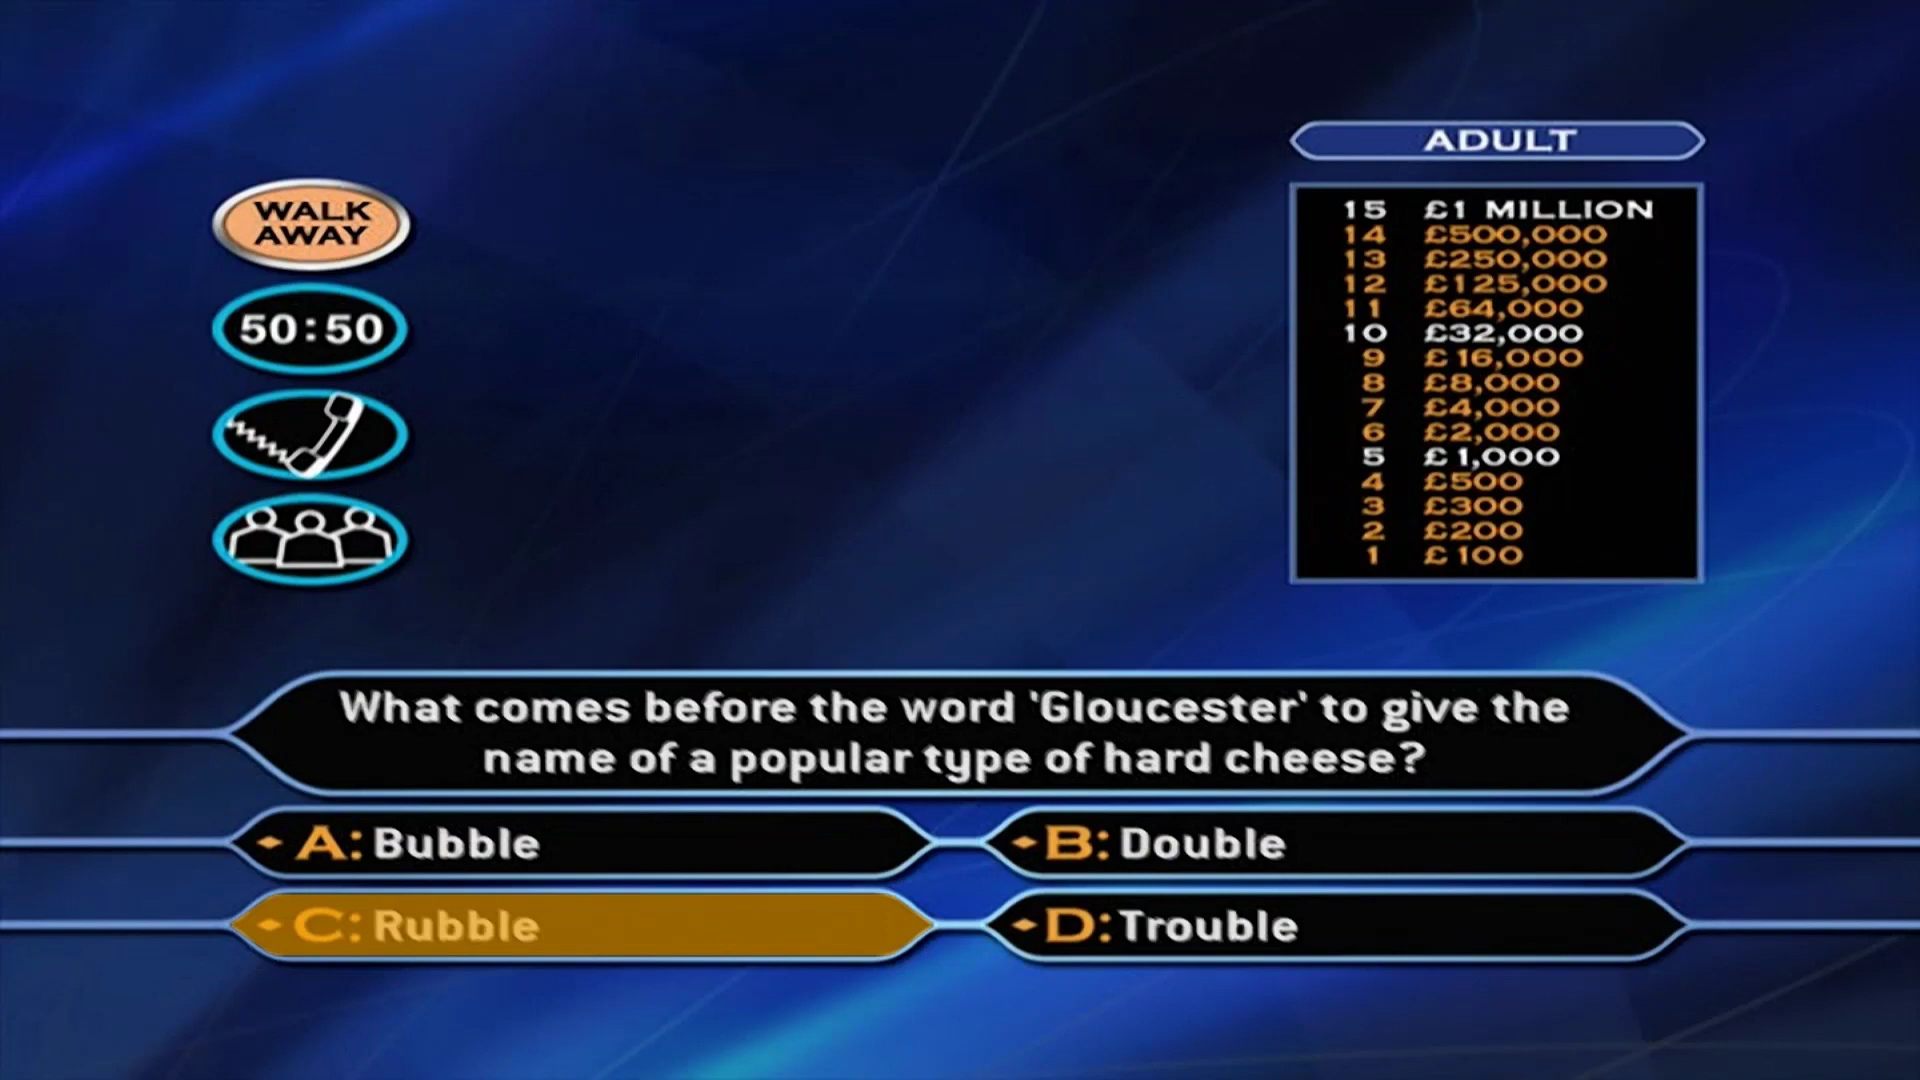 ADULT
WALK
AWAY
50:50
15 £1 MILLION
14 £500,000
13 £250,000
12 £125,000
11 £64,000
10 £32,000
9 £16,000
8 £8,000
7 £4,000
6 £2,000
5 £1,000
4 £500
3 £300
2 £200
1 £100
What comes before the word 'Gloucester' to give the
name of a popular type of hard cheese?
A: Bubble
B: Double
C: Rubble
D: Trouble